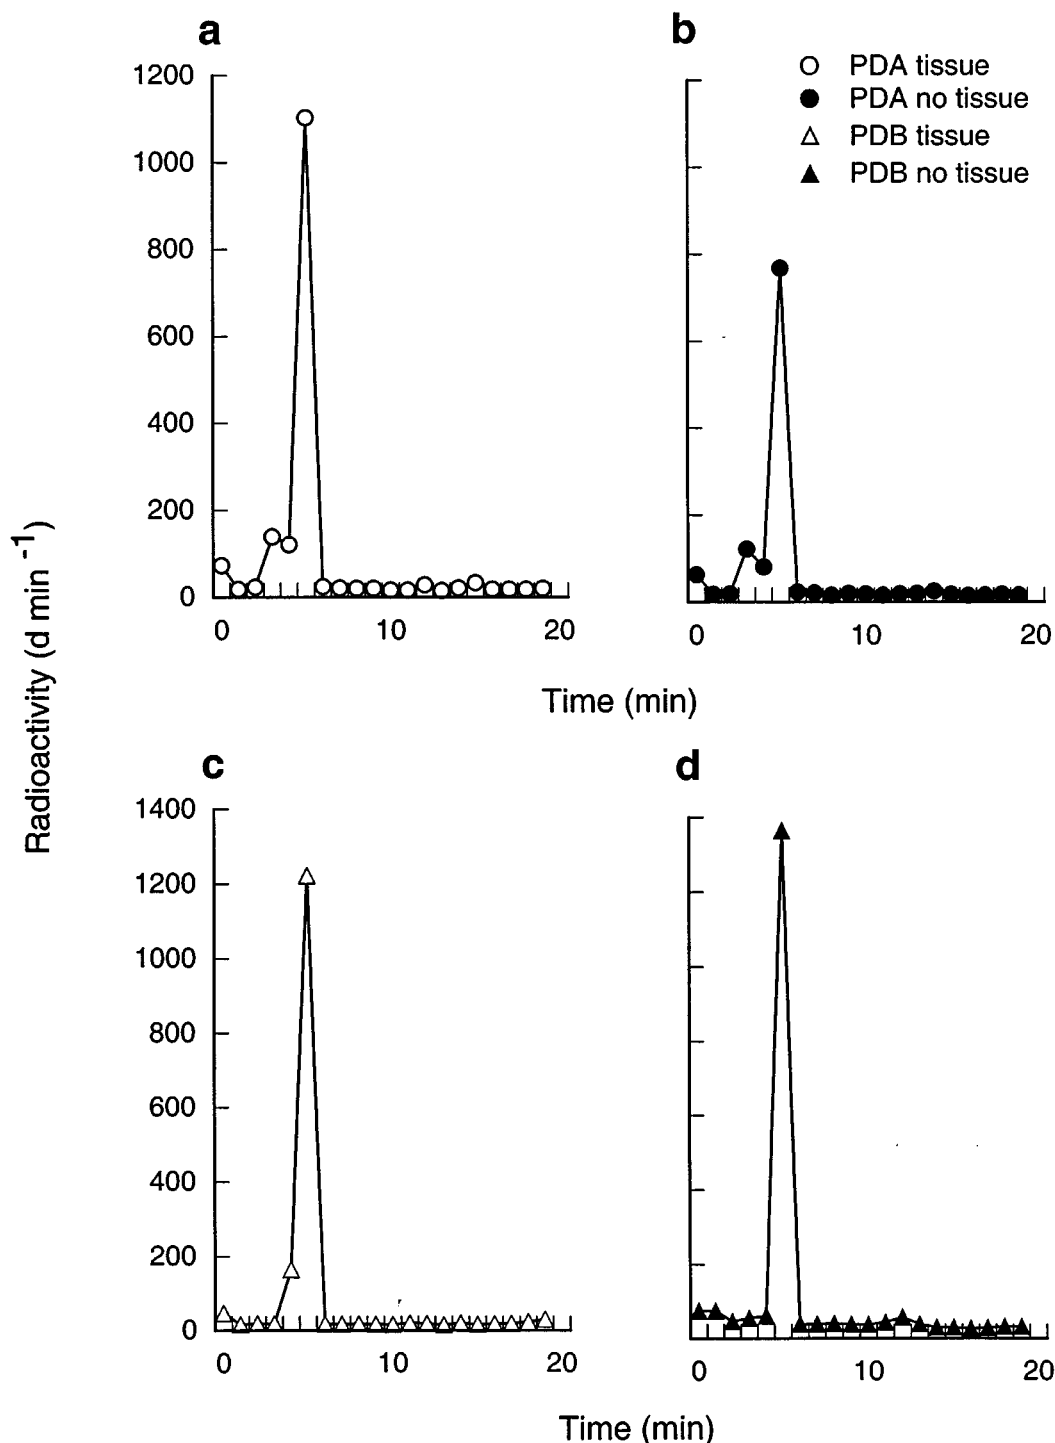 a
b
PDA tissue
PDA no tissue
PDB tissue
PDB no tissue
1200
1000
800
600
400
200
0
0 10 20
0 10 20
Time (min)
Radioactivity (d min -1)
c
d
1400
1200
1000
800
600
400
200
0
0 10 20
0 10 20
Time (min)